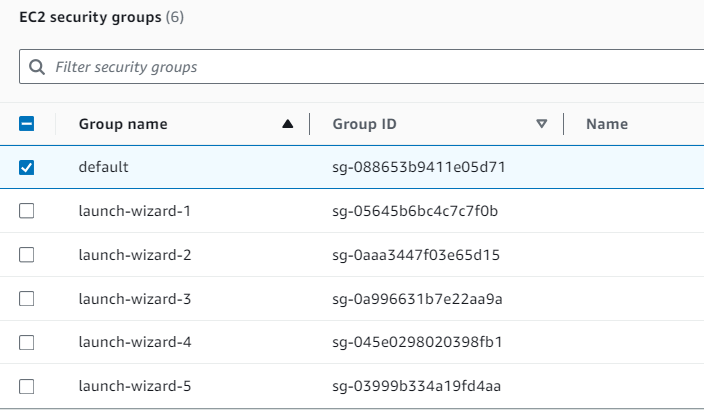 EC2 security groups (6)
Filter security groups
Group name Group ID Name
default sg-088653b9411e05d71
launch-wizard-1 sg-05645b6bc4c7c7f0b
launch-wizard-2 sg-0aaa3447f03e65d15
launch-wizard-3 sg-0a996631b7e22aa9a
launch-wizard-4 sg-045e0298020398fb1
launch-wizard-5 sg-03999b334a19fd4aa